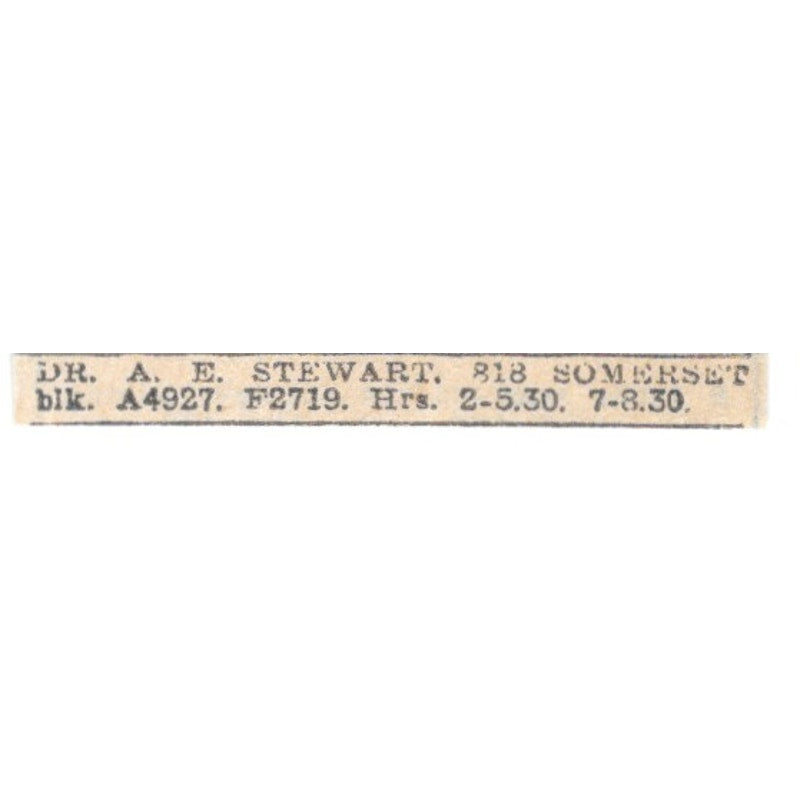 DR. A. E. STEWART. 818 SOMERSET
blk. A4927. F2719. Hrs. 2-5.30. 7-8.30.